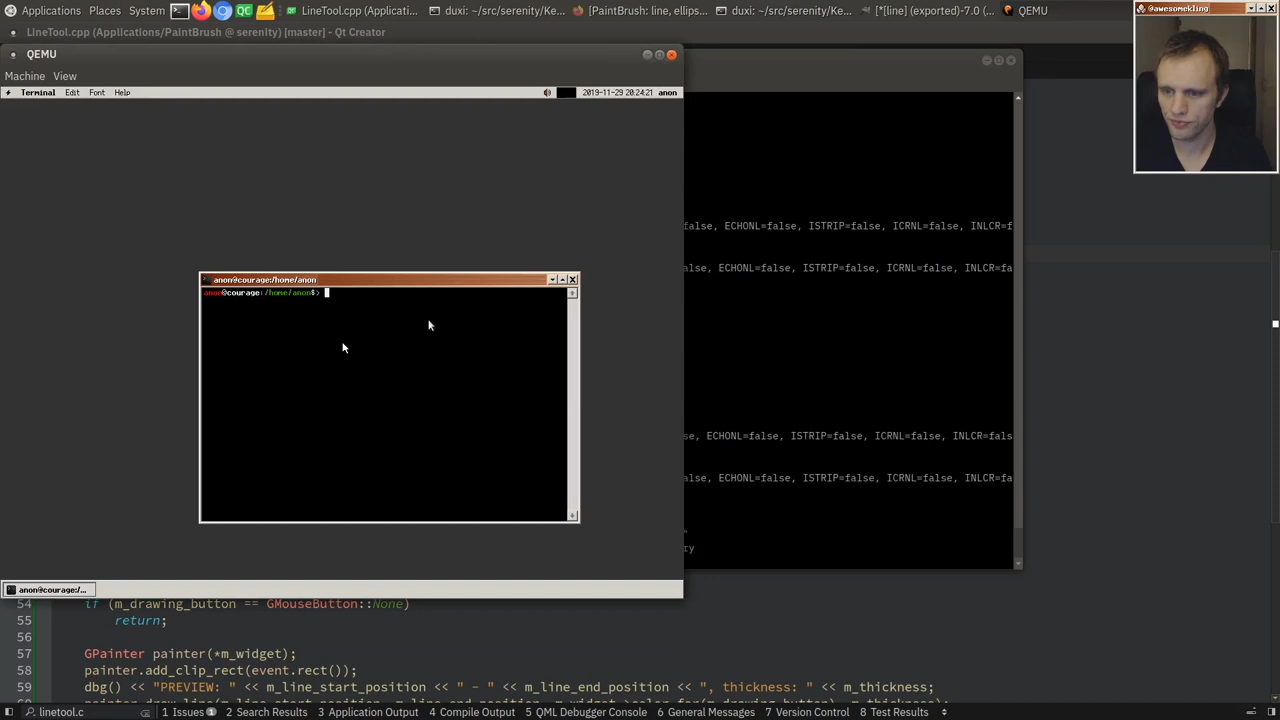 Applications Places System LineTool.cpp (Applicati... duxi: ~/src/serenity/Ke... [PaintBrush: line, ellips... duxi: ~/src/serenity/Ke... [*[line] (exported)-7.0 (... QEMU
@awesomekling
LineTool.cpp (Applications/PaintBrush @ serenity) [master] - Qt Creator
QEMU
Machine View
Terminal Edit Font Help 2019-11-29 20:24:21 anon
alse, ECHONL=false, ISTRIP=false, ICRNL=false, INLCR=f
alse, ECHONL=false, ISTRIP=false, ICRNL=false, INLCR=f
anon@courage:/home/anon
anon@courage:/home/anon$>
se, ECHONL=false, ISTRIP=false, ICRNL=false, INLCR=fals
alse, ECHONL=false, ISTRIP=false, ICRNL=false, INLCR=fa
"
ry
anon@courage:/...
54 if (m_drawing_button == GMouseButton::None)
55 return;
56
57 GPainter painter(*m_widget);
58 painter.add_clip_rect(event.rect());
59 dbg() << "PREVIEW: " << m_line_start_position << " - " << m_line_end_position << ", thickness: " << m_thickness;
linetool.c 1 Issues 1 2 Search Results 3 Application Output 4 Compile Output 5 QML Debugger Console 6 General Messages 7 Version Control 8 Test Results